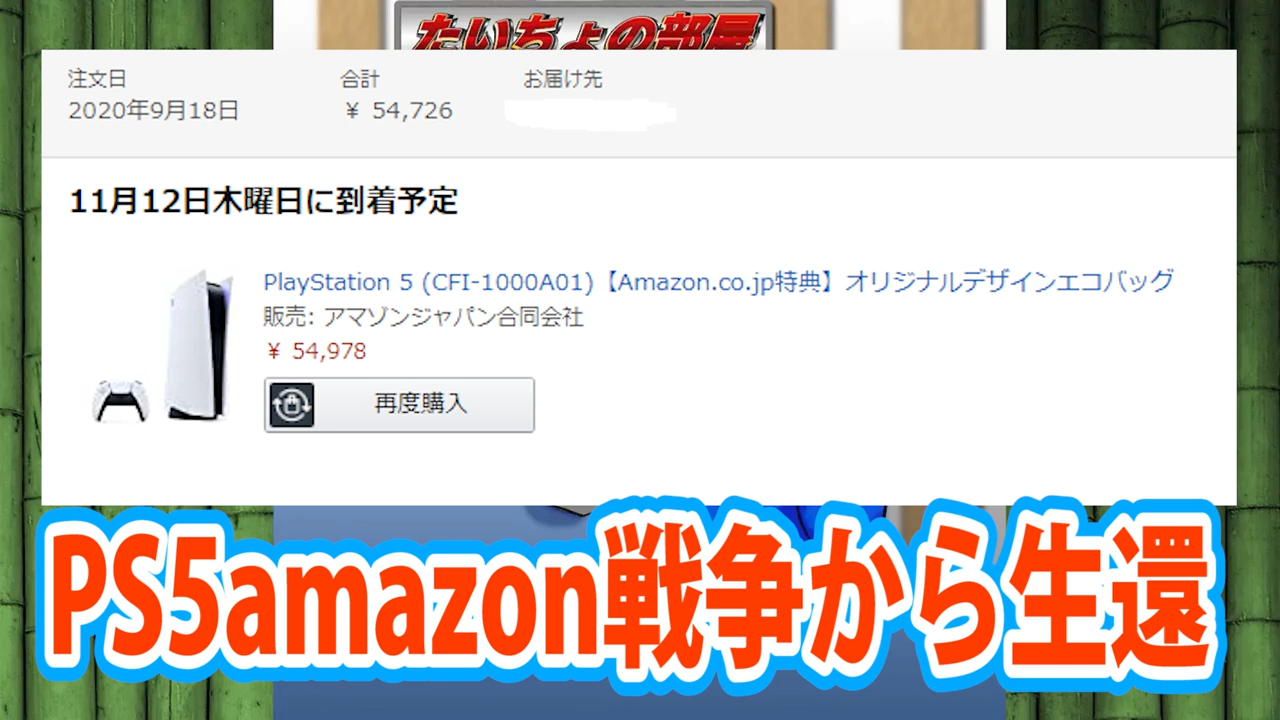 たいちょの部屋
注文日 合計 お届け先
2020年9月18日 ￥ 54,726
11月12日木曜日に到着予定
PlayStation 5 (CFI-1000A01)【Amazon.co.jp特典】オリジナルデザインエコバッグ
販売: アマゾンジャパン合同会社
￥ 54,978
再度購入
PS5amazon戦争から生還